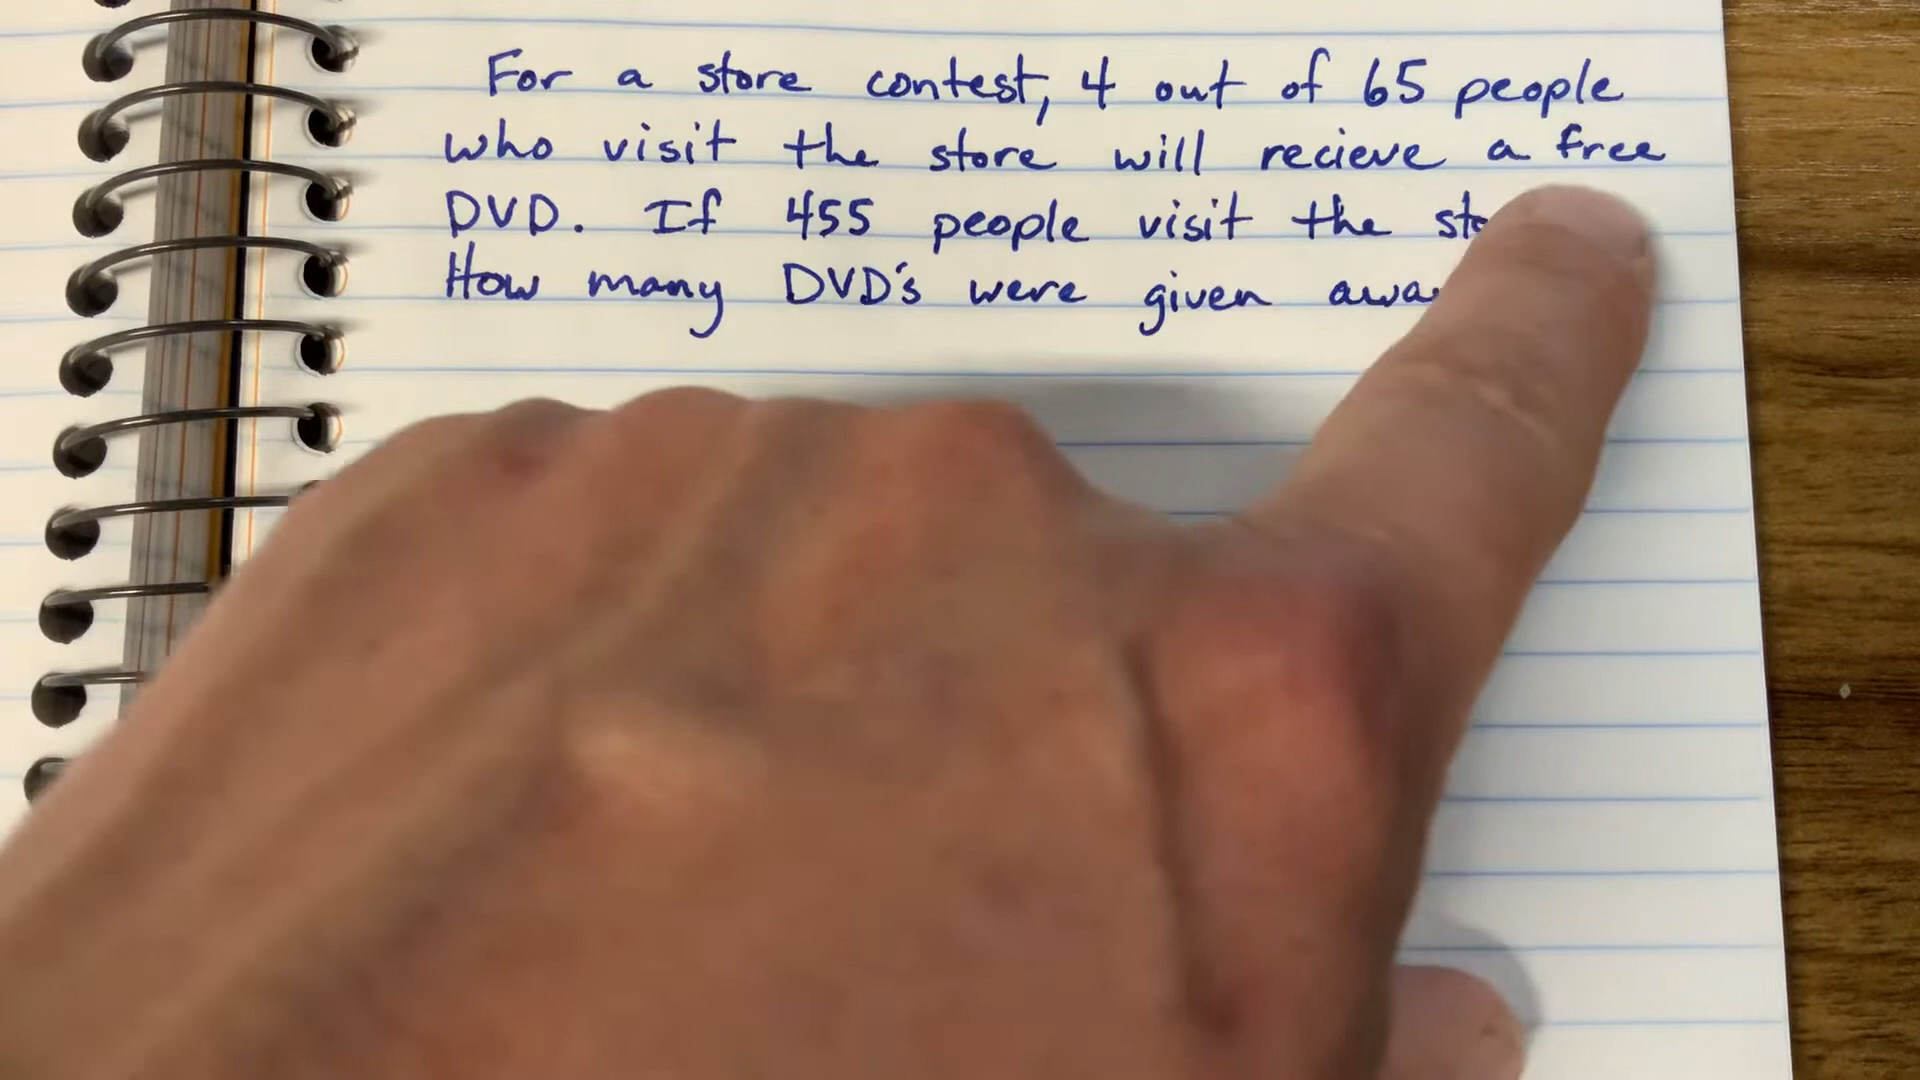 For a store contest, 4 out of 65 people
who visit the store will recieve a free
DVD. If 455 people visit the
How many DVD's were given